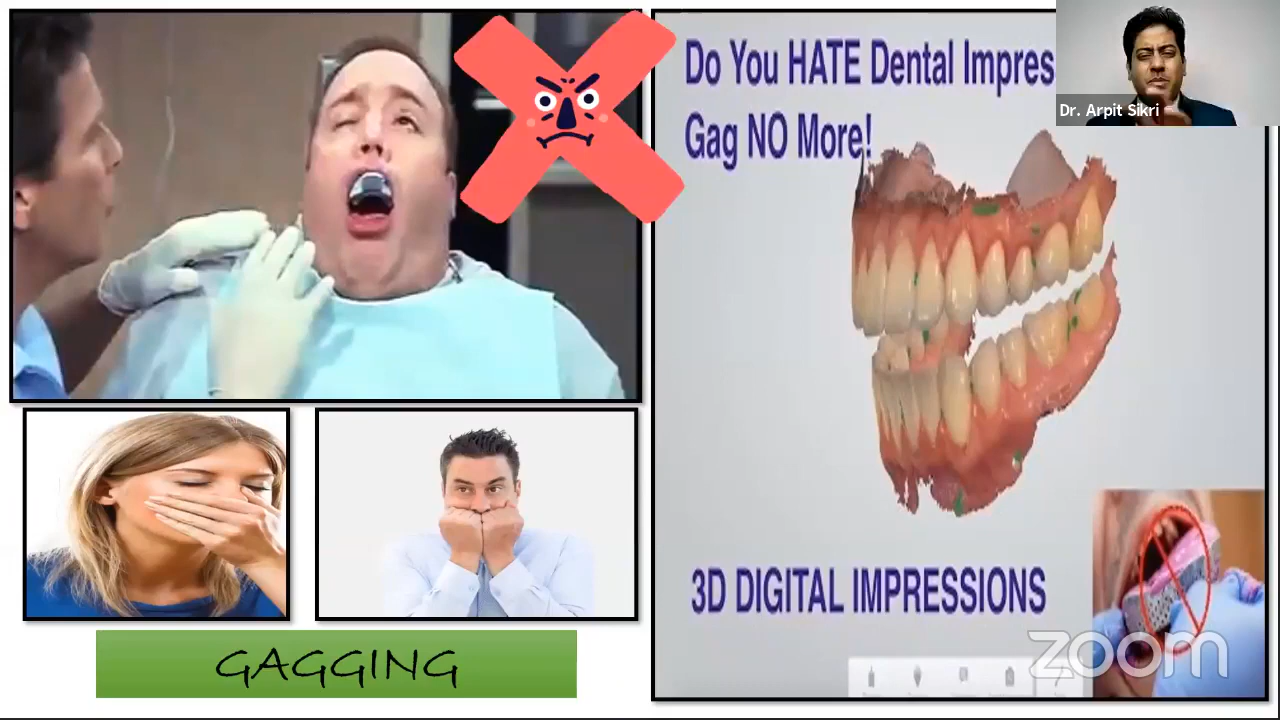 Do You HATE Dental Impres
Gag NO More!
Dr. Arpit Sikri
3D DIGITAL IMPRESSIONS
GAGGING
zoom